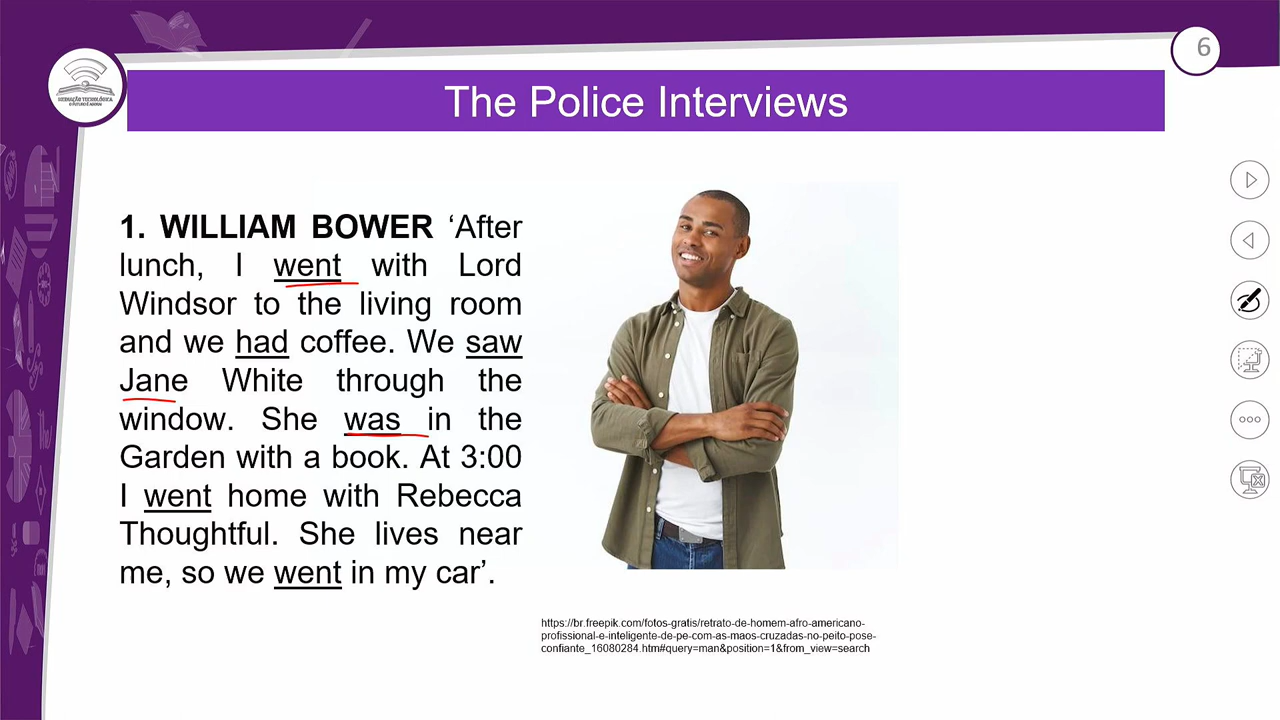 6
MEDIAÇÃO TECNOLÓGICA
O FUTURO É AGORA!
The Police Interviews
1. WILLIAM BOWER ‘After
lunch, I went with Lord
Windsor to the living room
and we had coffee. We saw
Jane White through the
window. She was in the
Garden with a book. At 3:00
I went home with Rebecca
Thoughtful. She lives near
me, so we went in my car’.
https://br.freepik.com/fotos-gratis/retrato-de-homem-afro-americano-
profissional-e-inteligente-de-pe-com-as-maos-cruzadas-no-peito-pose-
confiante_16080284.htm#query=man&position=1&from_view=search